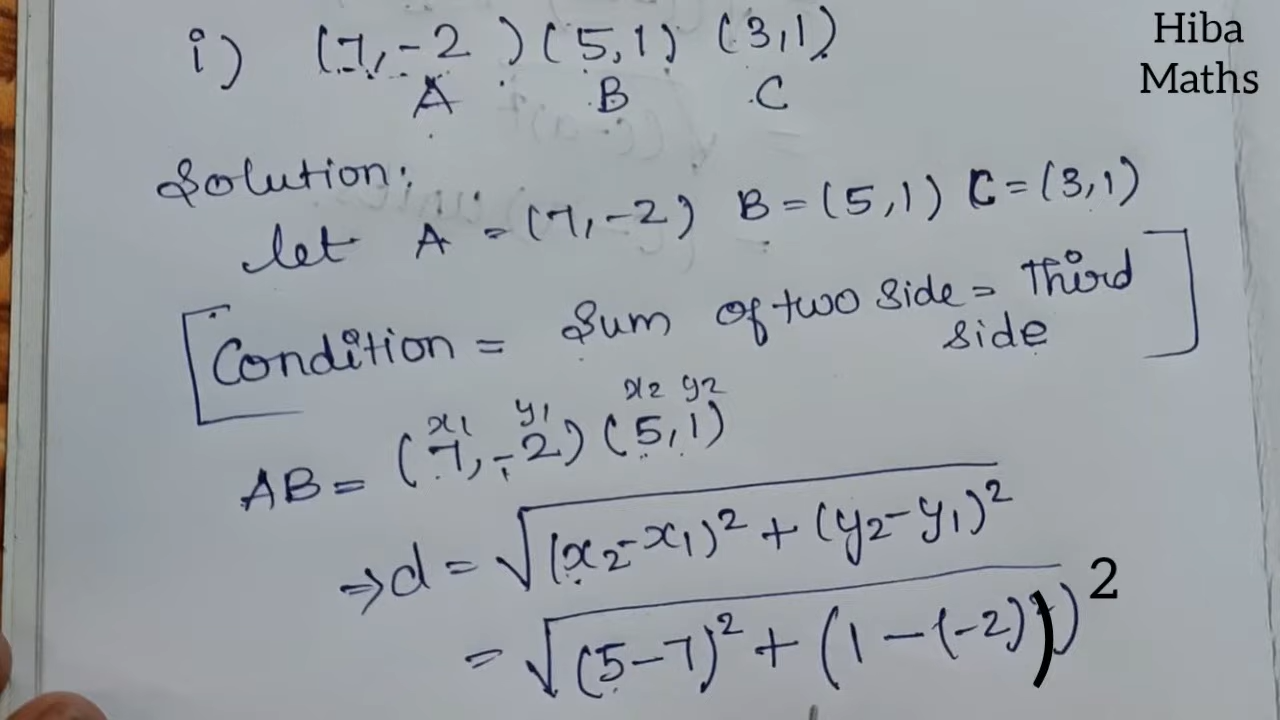 i) (7,-2) (5,1) (3,1)
A B C
Hiba
Maths
Solution:
let A = (7,-2) B = (5,1) C = (3,1)
[Condition = Sum of two side = Third
side]
x1 y1 x2 y2
AB = (7,-2) (5,1)
⇒ d = √(x₂-x₁)² + (y₂-y₁)²
= √(5-7)² + (1-(-2))²